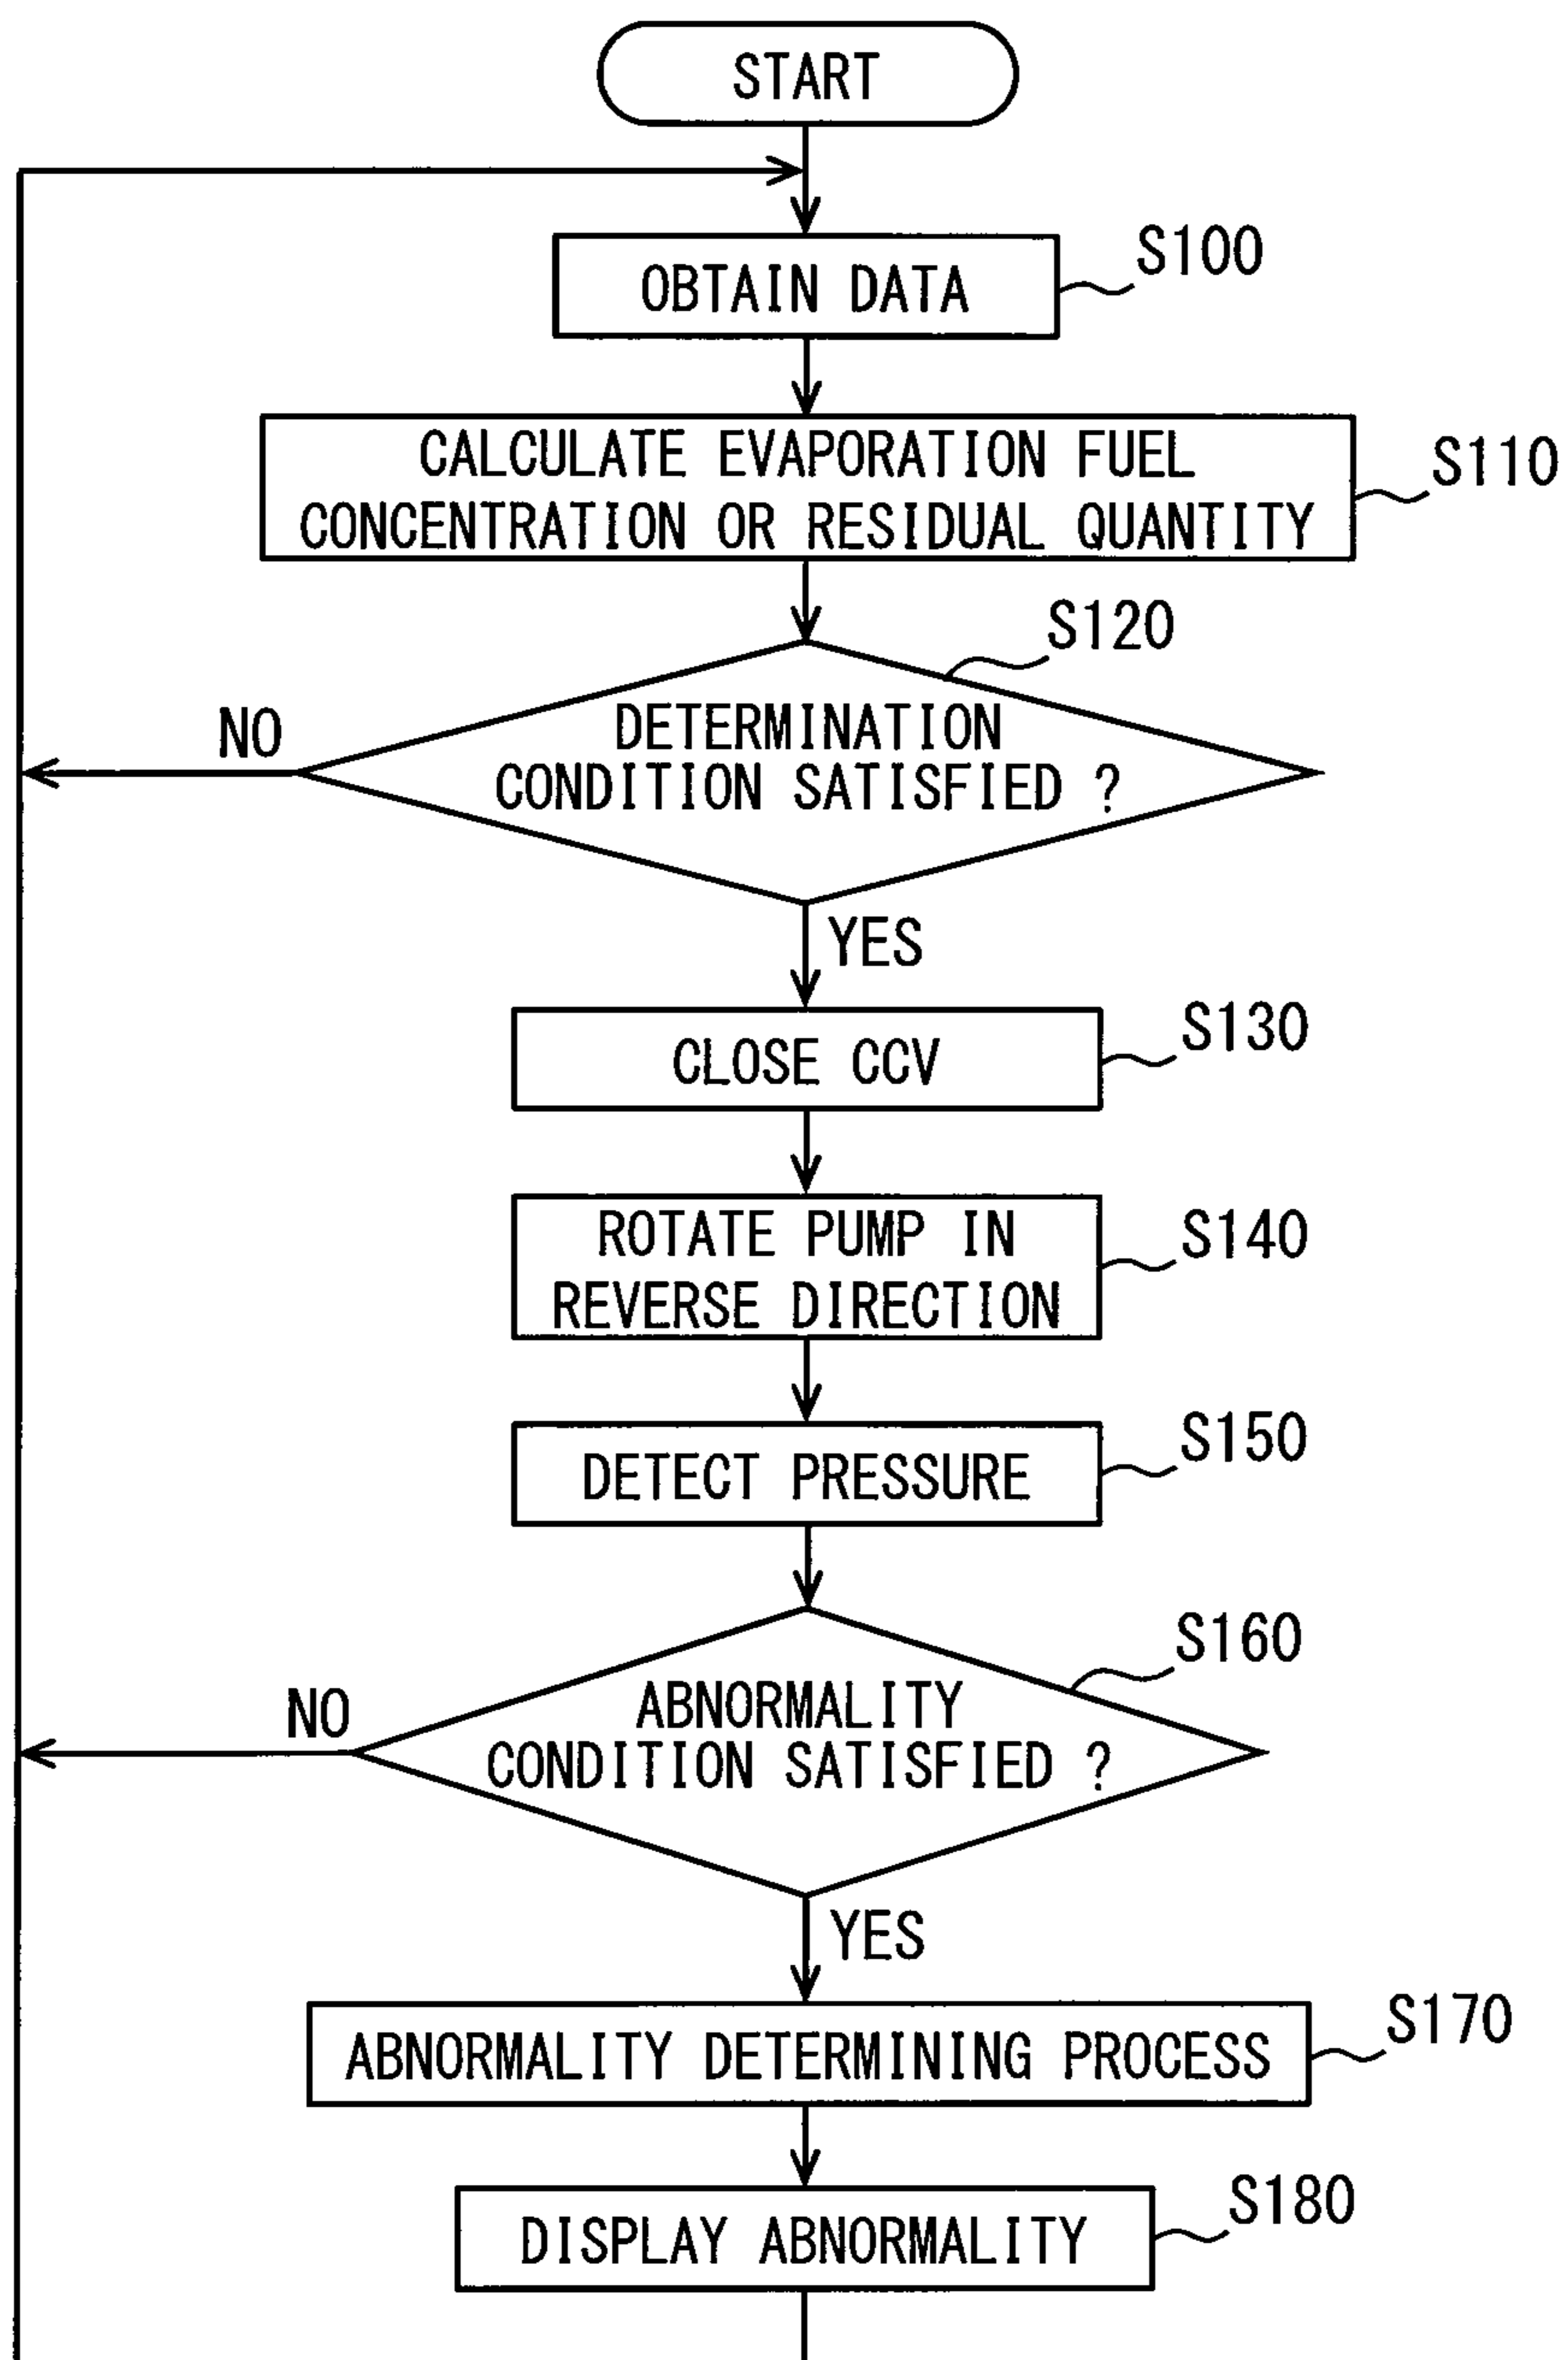 START
OBTAIN DATA
S100
CALCULATE EVAPORATION FUEL
CONCENTRATION OR RESIDUAL QUANTITY
S110
S120
DETERMINATION
CONDITION SATISFIED ?
NO
YES
CLOSE CCV
S130
ROTATE PUMP IN
REVERSE DIRECTION
S140
DETECT PRESSURE
S150
S160
ABNORMALITY
CONDITION SATISFIED ?
NO
YES
ABNORMALITY DETERMINING PROCESS
S170
DISPLAY ABNORMALITY
S180